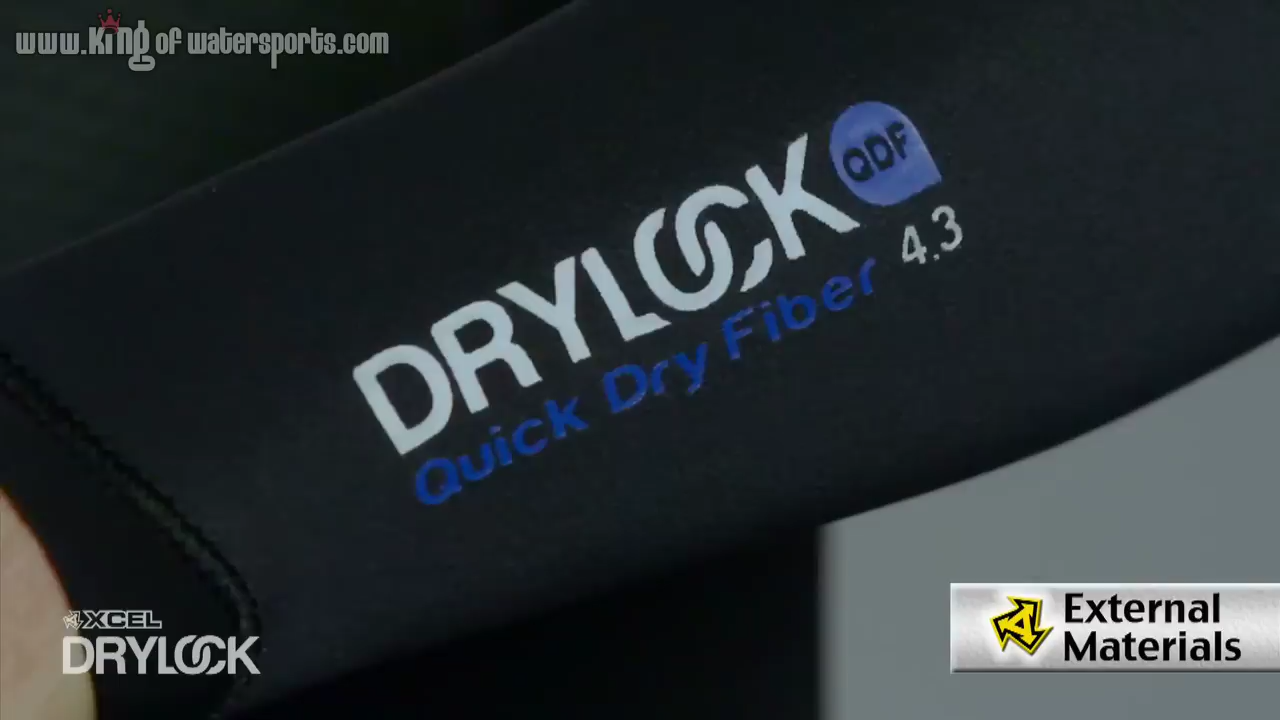 www.King of watersports.com
DRYLOCK QDF
Quick Dry Fiber 4.3
XCEL
DRYLOCK
External
Materials